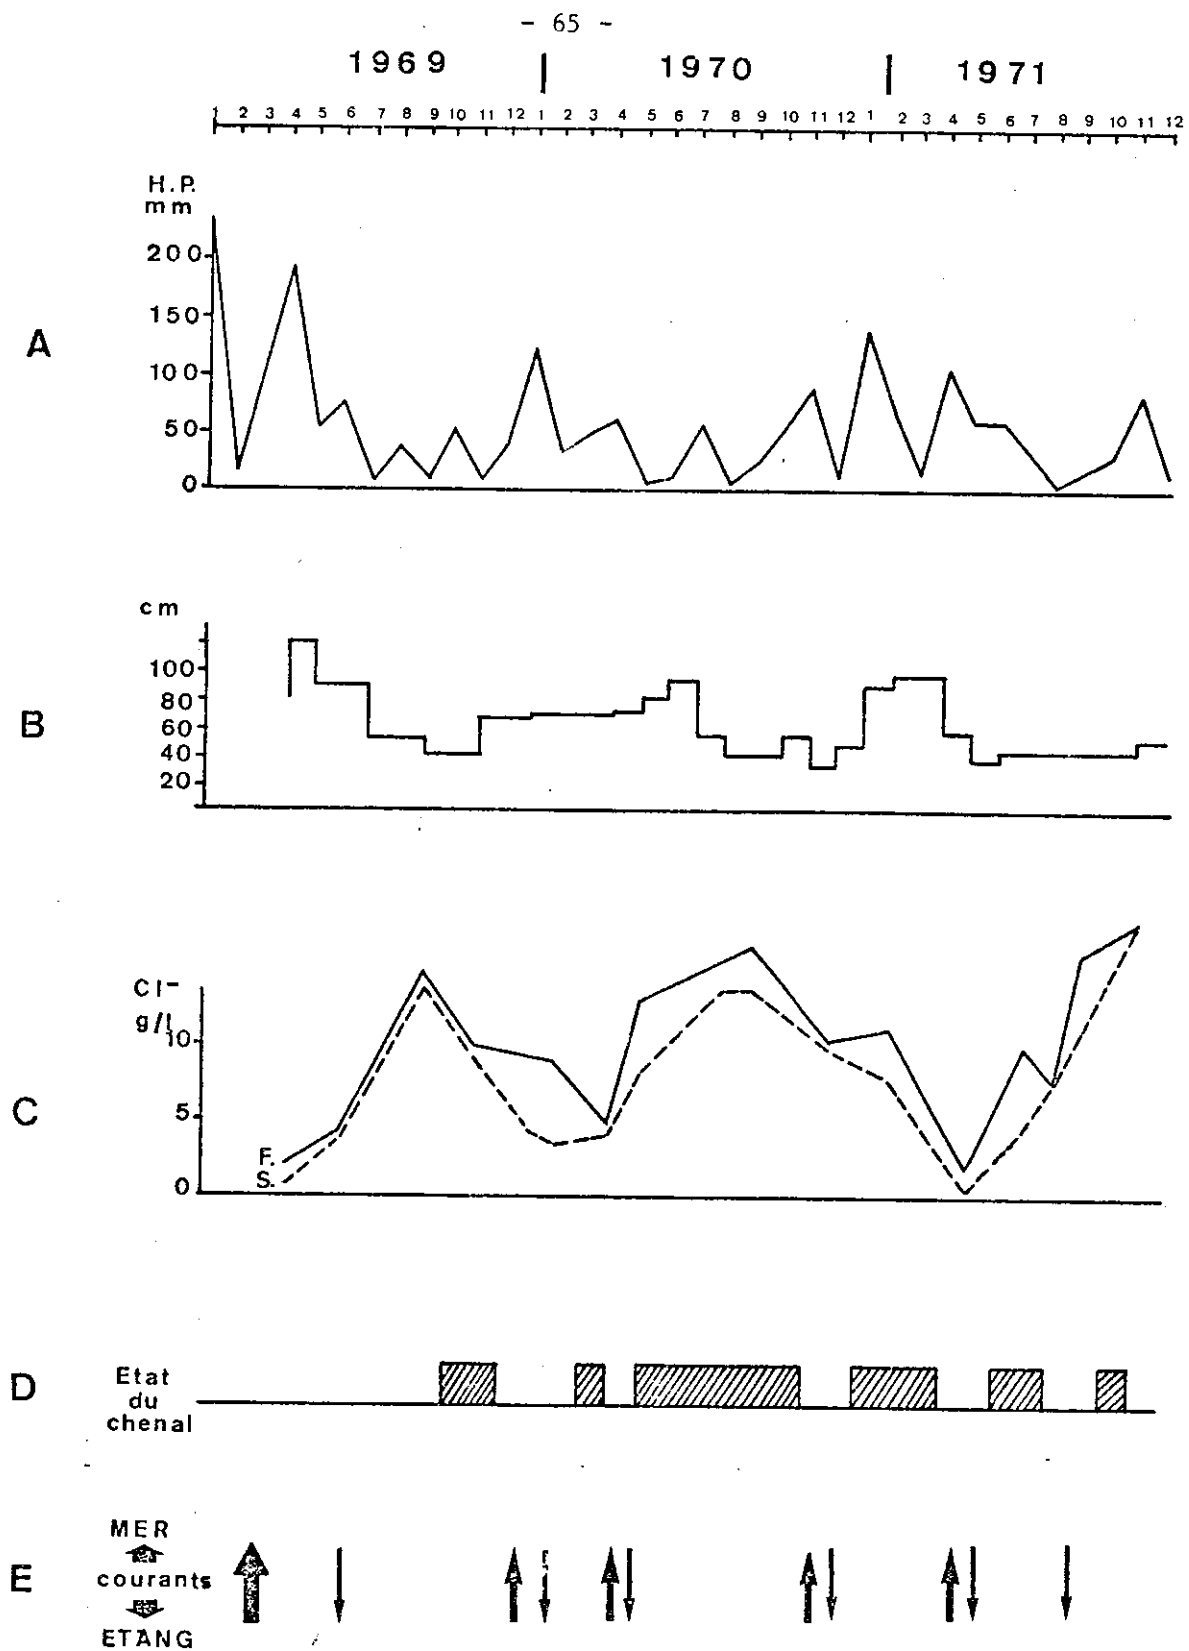 - 65 -
1969 | 1970 | 1971
1 2 3 4 5 6 7 8 9 10 11 12 1 2 3 4 5 6 7 8 9 10 11 12 1 2 3 4 5 6 7 8 9 10 11 12
H.P.
mm
200
150
A
100
50
0
cm
100
80
B
60
40
20
Cl-
g/l
10
C
5
F.
S.
0
D
Etat
du
chenal
MER
E
courants
ETANG